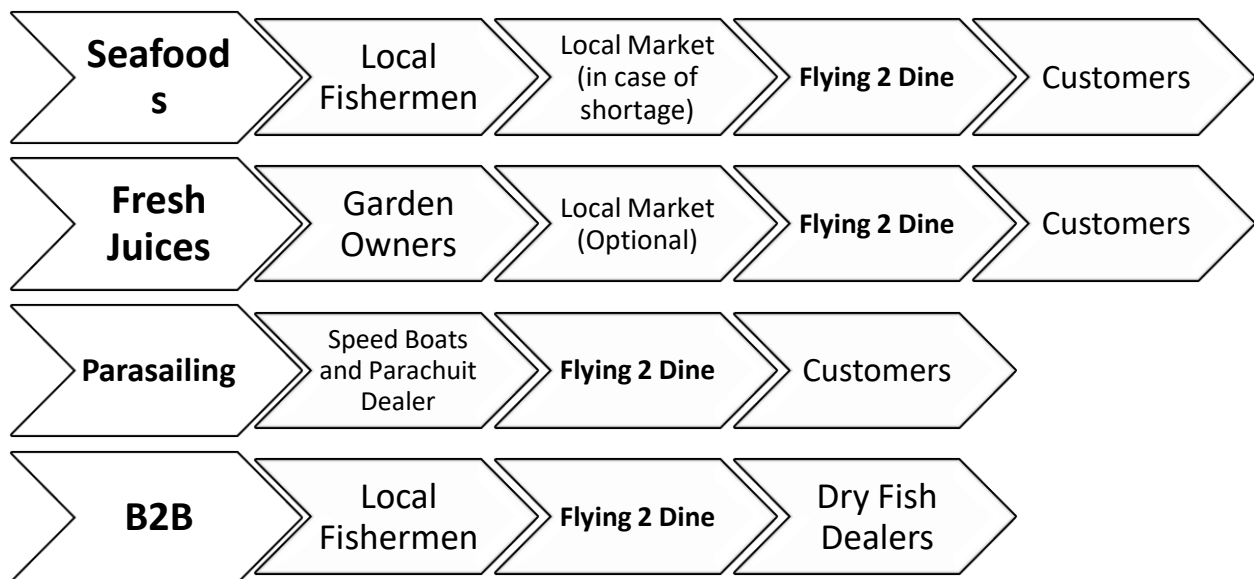 Seafood
s
Local
Fishermen
Local Market
(in case of
shortage)
Flying 2 Dine
Customers
Fresh
Juices
Garden
Owners
Local Market
(Optional)
Flying 2 Dine
Customers
Parasailing
Speed Boats
and Parachuit
Dealer
Flying 2 Dine
Customers
B2B
Local
Fishermen
Flying 2 Dine
Dry Fish
Dealers